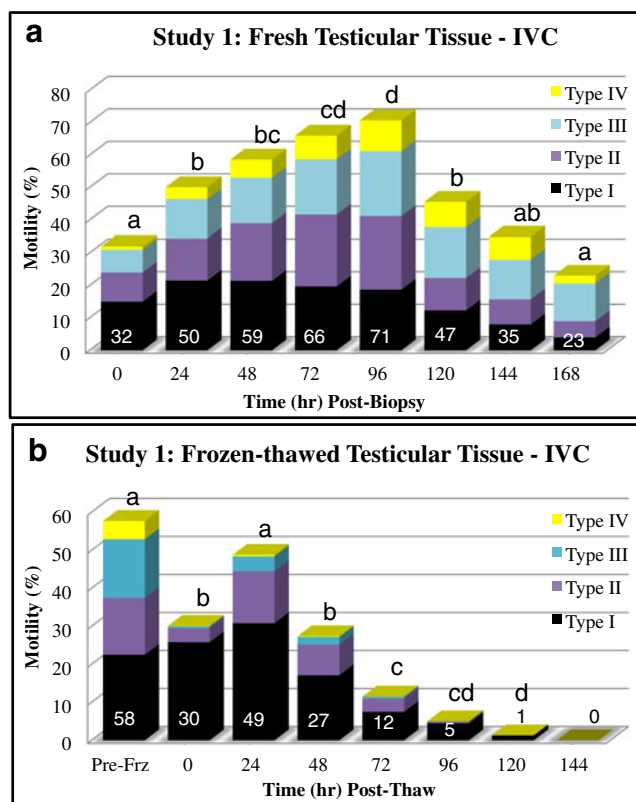 a
Study 1: Fresh Testicular Tissue - IVC
80
70
60
50
40
30
20
10
0
Motility (%)
Type IV
Type III
Type II
Type I
a
b
bc
cd
d
b
ab
a
32 50 59 66 71 47 35 23
0 24 48 72 96 120 144 168
Time (hr) Post-Biopsy
b
Study 1: Frozen-thawed Testicular Tissue - IVC
60
50
40
30
20
10
0
Motility (%)
Type IV
Type III
Type II
Type I
a
b
a
b
c
cd
d
58 30 49 27 12 5 1 0
Pre-Frz 0 24 48 72 96 120 144
Time (hr) Post-Thaw